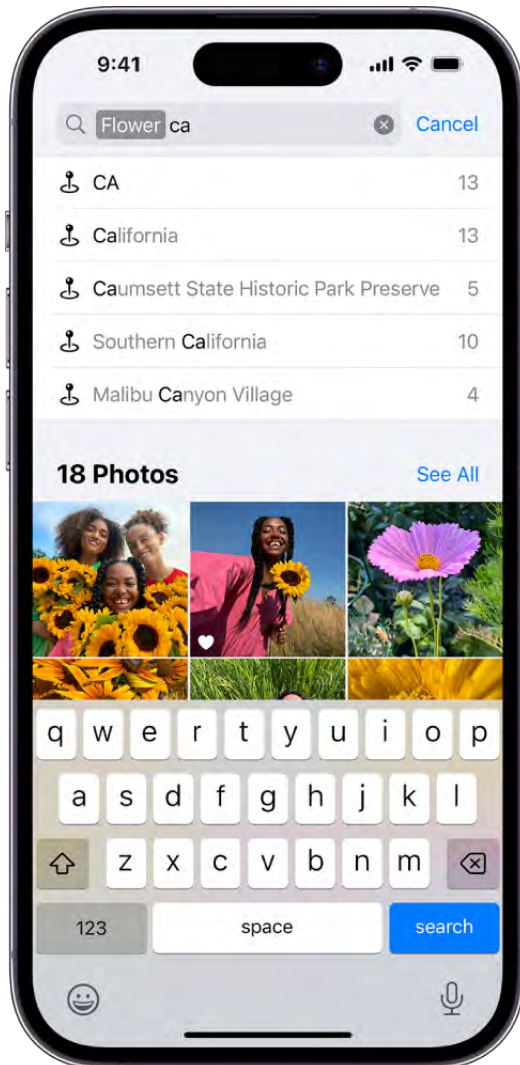 9:41
Flower ca Cancel
CA 13
California 13
Caumsett State Historic Park Preserve 5
Southern California 10
Malibu Canyon Village 4
18 Photos See All
q w e r t y u i o p
a s d f g h j k l
z x c v b n m
123 space search